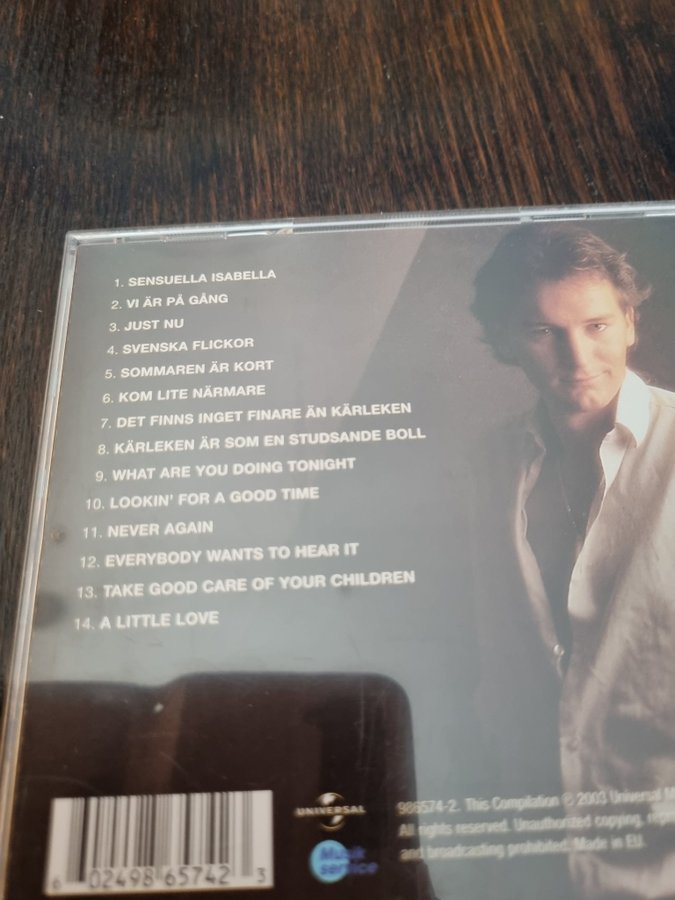 1. SENSUELLA ISABELLA
2. VI ÄR PÅ GÅNG
3. JUST NU
4. SVENSKA FLICKOR
5. SOMMAREN ÄR KORT
6. KOM LITE NÄRMARE
7. DET FINNS INGET FINARE ÄN KÄRLEKEN
8. KÄRLEKEN ÄR SOM EN STUDSANDE BOLL
9. WHAT ARE YOU DOING TONIGHT
10. LOOKIN' FOR A GOOD TIME
11. NEVER AGAIN
12. EVERYBODY WANTS TO HEAR IT
13. TAKE GOOD CARE OF YOUR CHILDREN
14. A LITTLE LOVE
6 02498 65742 3
UNIVERSAL
Musik
service
986574-2. This Compilation ℗ 2003 Universal M
All rights reserved. Unauthorized copying, repr
and broadcasting prohibited. Made in EU.